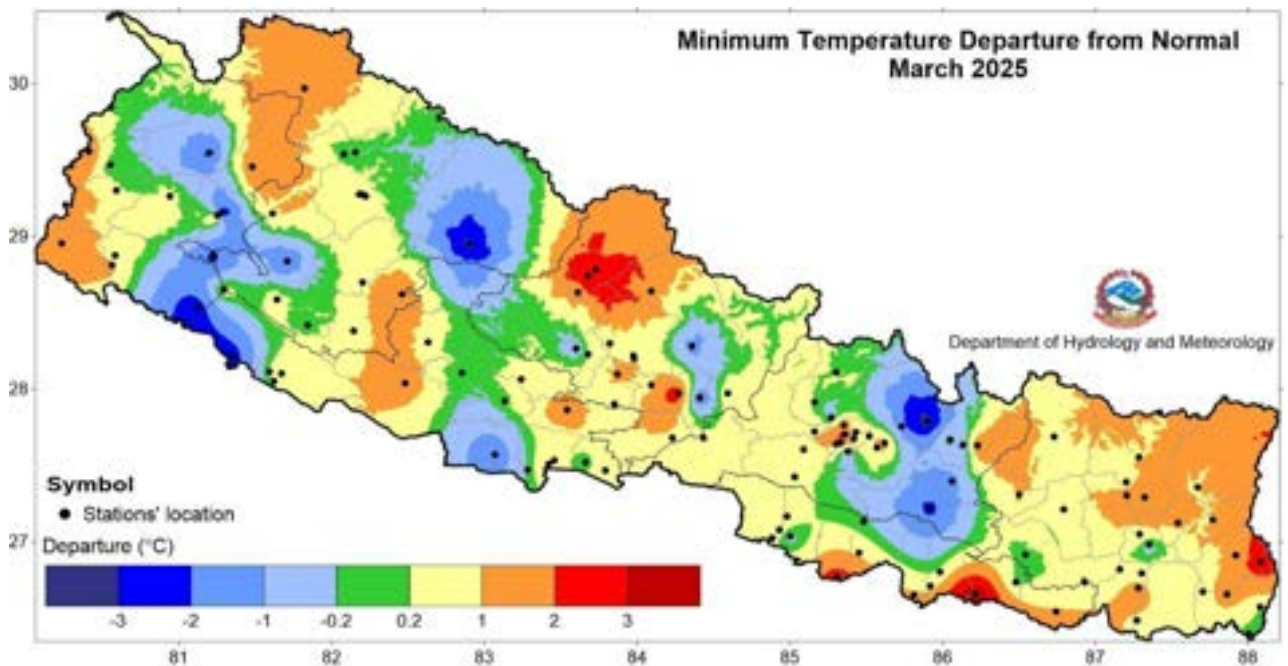 Minimum Temperature Departure from Normal
March 2025
30
29
28
27
Department of Hydrology and Meteorology
Symbol
Stations' location
Departure (°C)
-3 -2 -1 -0.2 0.2 1 2 3
81 82 83 84 85 86 87 88